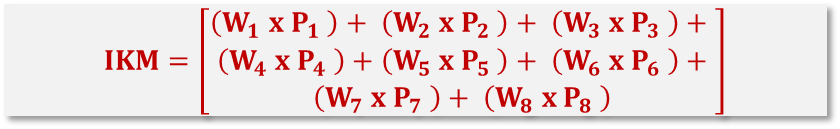 (W₁ x P₁ ) + (W₂ x P₂ ) + (W₃ x P₃ ) +
IKM = (W₄ x P₄ ) + (W₅ x P₅ ) + (W₆ x P₆ ) +
(W₇ x P₇ ) + (W₈ x P₈ )